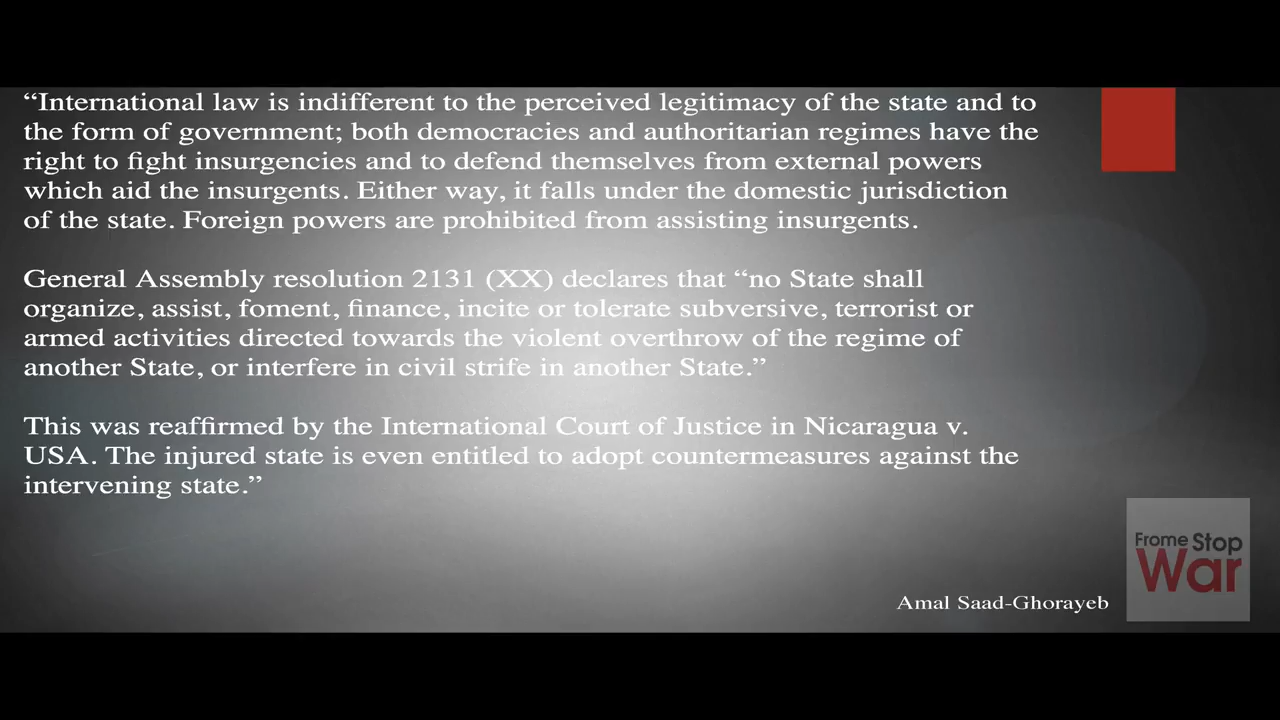 “International law is indifferent to the perceived legitimacy of the state and to
the form of government; both democracies and authoritarian regimes have the
right to fight insurgencies and to defend themselves from external powers
which aid the insurgents. Either way, it falls under the domestic jurisdiction
of the state. Foreign powers are prohibited from assisting insurgents.
General Assembly resolution 2131 (XX) declares that “no State shall
organize, assist, foment, finance, incite or tolerate subversive, terrorist or
armed activities directed towards the violent overthrow of the regime of
another State, or interfere in civil strife in another State.”
This was reaffirmed by the International Court of Justice in Nicaragua v.
USA. The injured state is even entitled to adopt countermeasures against the
intervening state.”
Frome Stop
War
Amal Saad-Ghorayeb